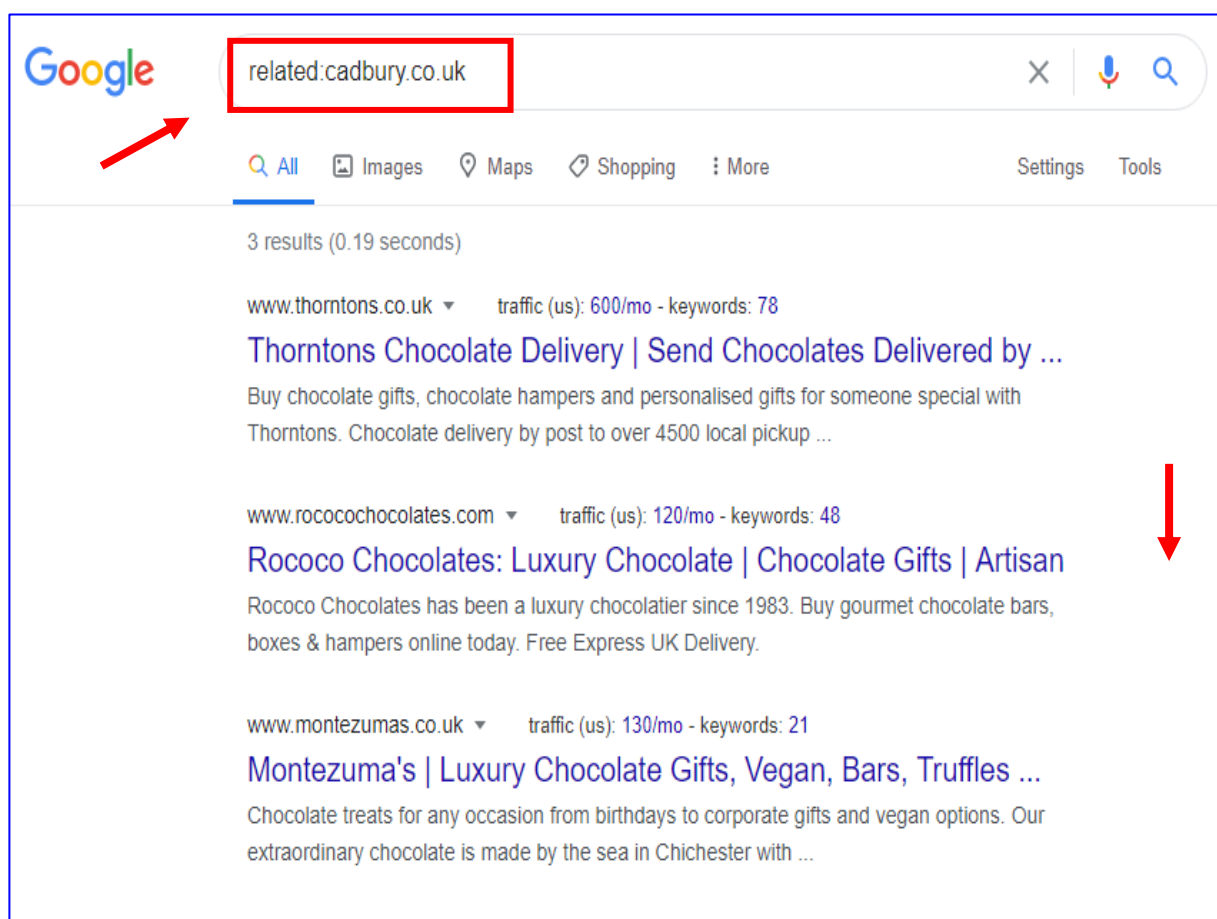 Google
related:cadbury.co.uk
All Images Maps Shopping More Settings Tools
3 results (0.19 seconds)
www.thorntons.co.uk traffic (us): 600/mo - keywords: 78
Thorntons Chocolate Delivery | Send Chocolates Delivered by ...
Buy chocolate gifts, chocolate hampers and personalised gifts for someone special with
Thorntons. Chocolate delivery by post to over 4500 local pickup ...
www.rococochocolates.com traffic (us): 120/mo - keywords: 48
Rococo Chocolates: Luxury Chocolate | Chocolate Gifts | Artisan
Rococo Chocolates has been a luxury chocolatier since 1983. Buy gourmet chocolate bars,
boxes & hampers online today. Free Express UK Delivery.
www.montezumas.co.uk traffic (us): 130/mo - keywords: 21
Montezuma's | Luxury Chocolate Gifts, Vegan, Bars, Truffles ...
Chocolate treats for any occasion from birthdays to corporate gifts and vegan options. Our
extraordinary chocolate is made by the sea in Chichester with ...